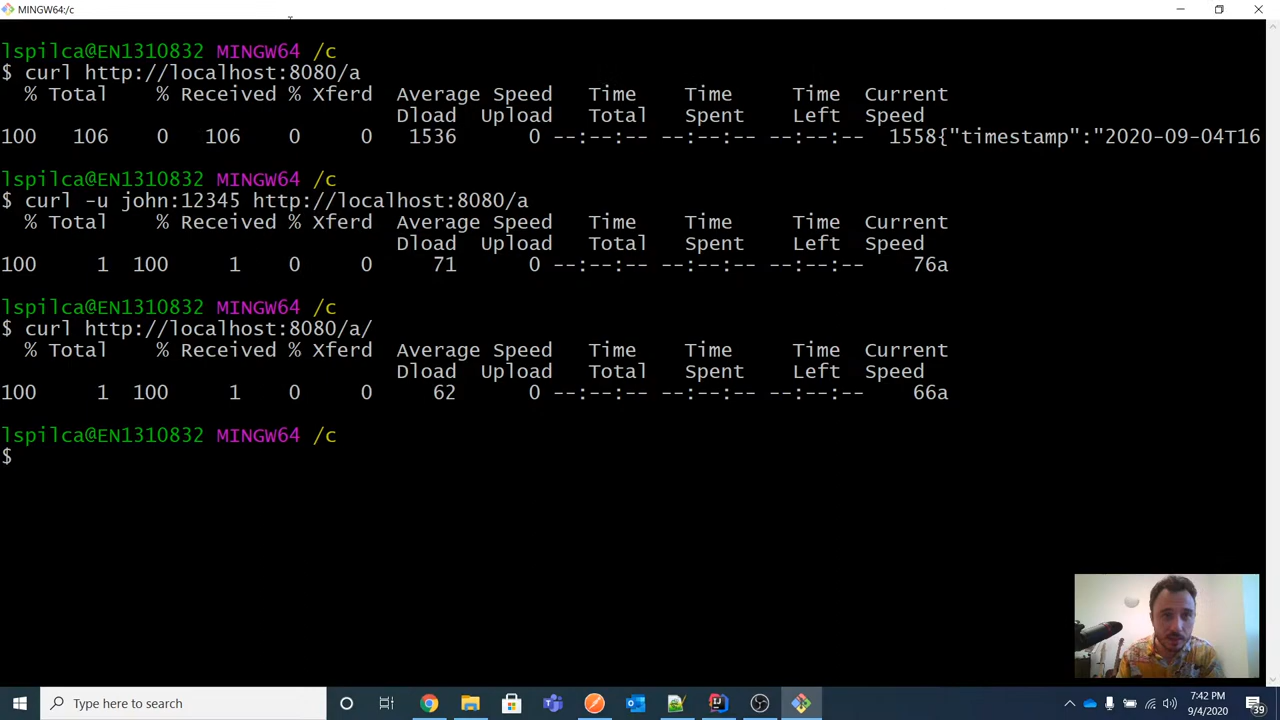 MINGW64:/c
lspilca@EN1310832 MINGW64 /c
$ curl http://localhost:8080/a
% Total % Received % Xferd Average Speed Time Time Time Current
Dload Upload Total Spent Left Speed
100 106 0 106 0 0 1536 0 --:--:-- --:--:-- --:--:-- 1558{"timestamp":"2020-09-04T16
lspilca@EN1310832 MINGW64 /c
$ curl -u john:12345 http://localhost:8080/a
% Total % Received % Xferd Average Speed Time Time Time Current
Dload Upload Total Spent Left Speed
100 1 100 1 0 0 71 0 --:--:-- --:--:-- --:--:-- 76a
lspilca@EN1310832 MINGW64 /c
$ curl http://localhost:8080/a/
% Total % Received % Xferd Average Speed Time Time Time Current
Dload Upload Total Spent Left Speed
100 1 100 1 0 0 62 0 --:--:-- --:--:-- --:--:-- 66a
lspilca@EN1310832 MINGW64 /c
$
Type here to search
7:42 PM
9/4/2020
39